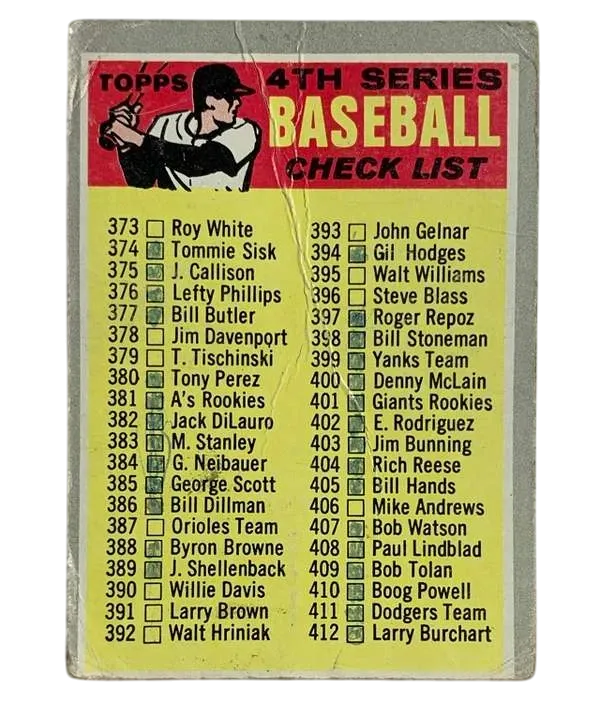 TOPPS
4TH SERIES
BASEBALL
CHECK LIST
373 Roy White
374 Tommie Sisk
375 J. Callison
376 Lefty Phillips
377 Bill Butler
378 Jim Davenport
379 T. Tischinski
380 Tony Perez
381 A's Rookies
382 Jack DiLauro
383 M. Stanley
384 G. Neibauer
385 George Scott
386 Bill Dillman
387 Orioles Team
388 Byron Browne
389 J. Shellenback
390 Willie Davis
391 Larry Brown
392 Walt Hriniak
393 John Gelnar
394 Gil Hodges
395 Walt Williams
396 Steve Blass
397 Roger Repoz
398 Bill Stoneman
399 Yanks Team
400 Denny McLain
401 Giants Rookies
402 E. Rodriguez
403 Jim Bunning
404 Rich Reese
405 Bill Hands
406 Mike Andrews
407 Bob Watson
408 Paul Lindblad
409 Bob Tolan
410 Boog Powell
411 Dodgers Team
412 Larry Burchart